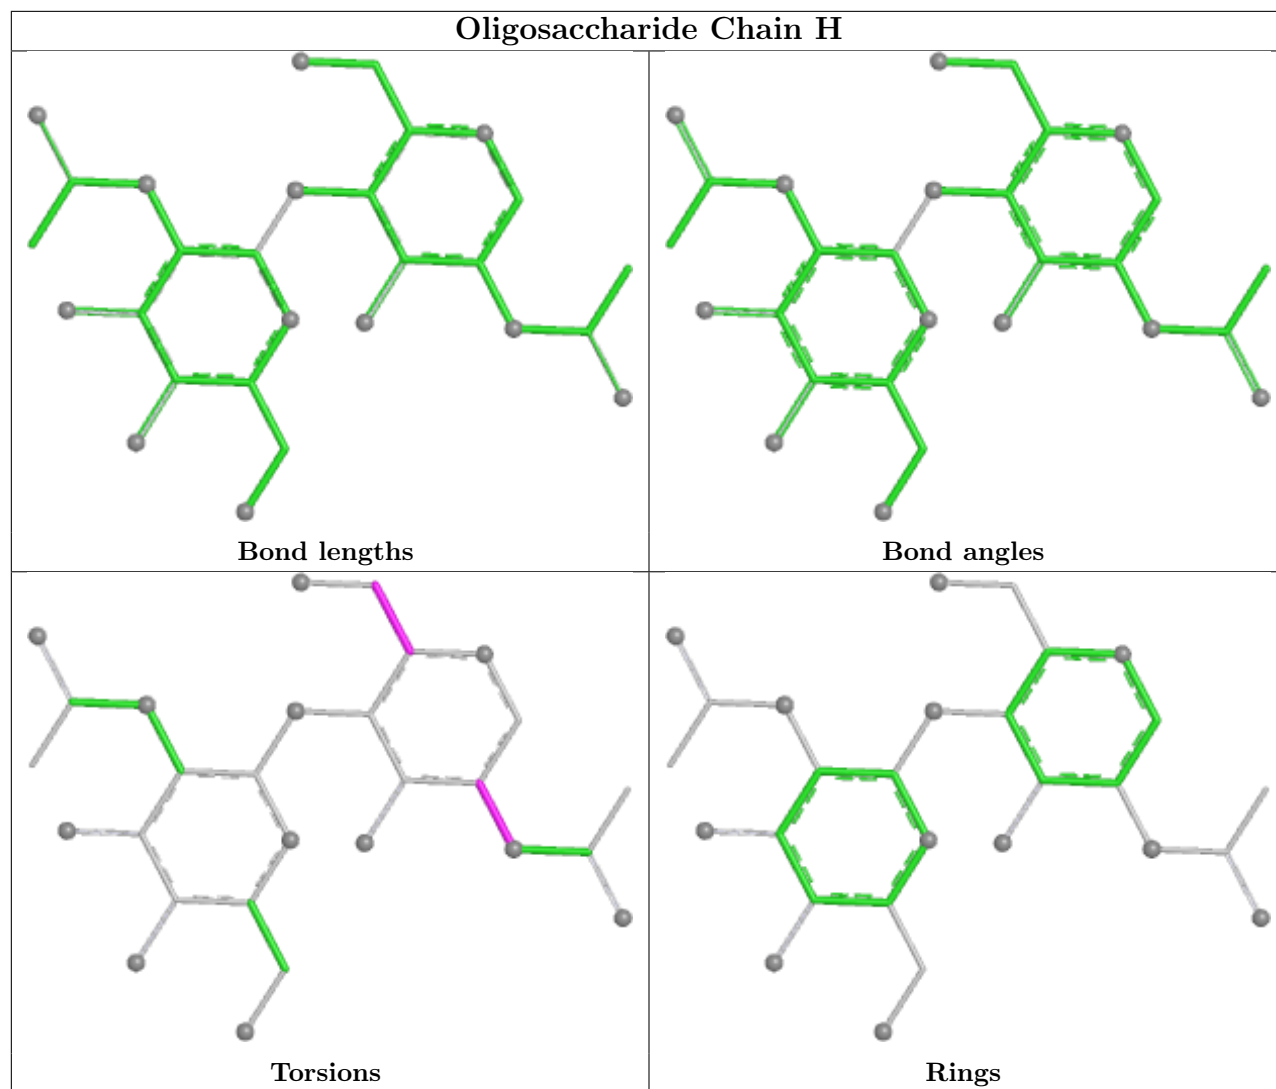 Oligosaccharide Chain H
Bond lengths
Bond angles
Torsions
Rings